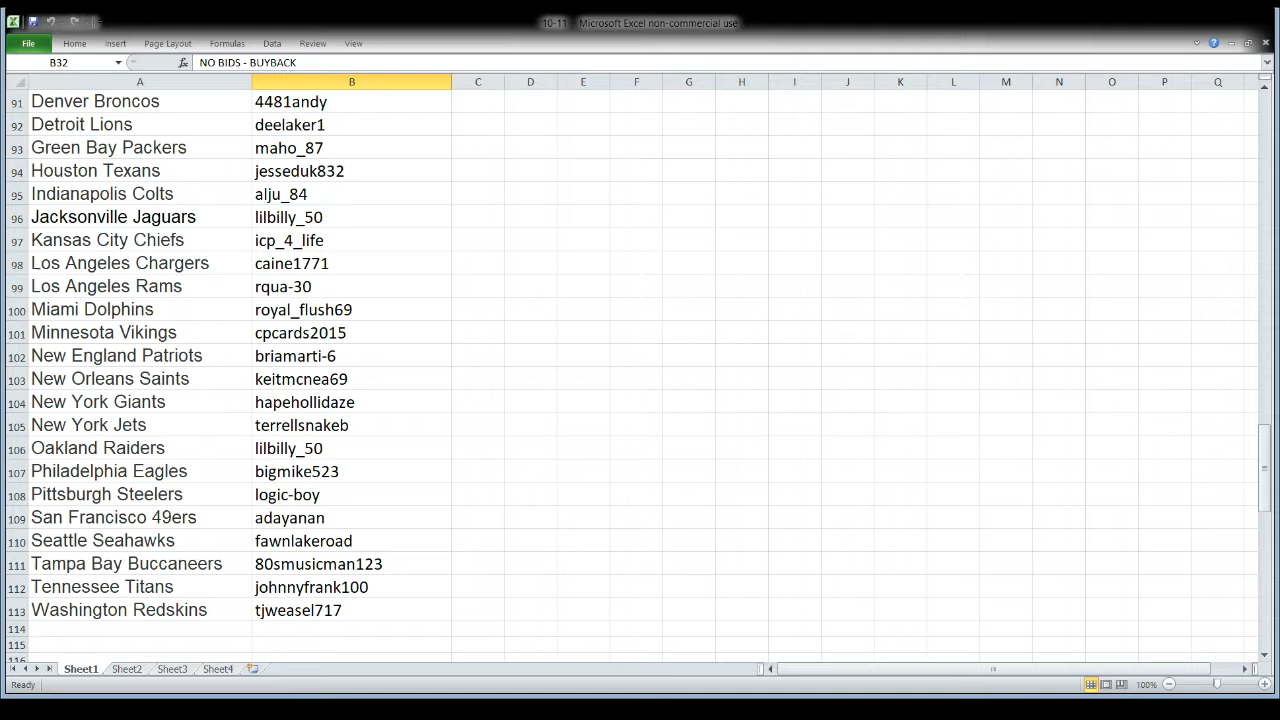 10-11 - Microsoft Excel non-commercial use
File Home Insert Page Layout Formulas Data Review View
B32 fx NO BIDS - BUYBACK
A B C D E F G H I J K L M N O P Q
91 Denver Broncos 4481andy
92 Detroit Lions deelaker1
93 Green Bay Packers maho_87
94 Houston Texans jesseduk832
95 Indianapolis Colts alju_84
96 Jacksonville Jaguars lilbilly_50
97 Kansas City Chiefs icp_4_life
98 Los Angeles Chargers caine1771
99 Los Angeles Rams rqua-30
100 Miami Dolphins royal_flush69
101 Minnesota Vikings cpcards2015
102 New England Patriots briamarti-6
103 New Orleans Saints keitmcnea69
104 New York Giants hapehollidaze
105 New York Jets terrellsnakeb
106 Oakland Raiders lilbilly_50
107 Philadelphia Eagles bigmike523
108 Pittsburgh Steelers logic-boy
109 San Francisco 49ers adayanan
110 Seattle Seahawks fawnlakeroad
111 Tampa Bay Buccaneers 80smusicman123
112 Tennessee Titans johnnyfrank100
113 Washington Redskins tjweasel717
114
115
116
Sheet1 Sheet2 Sheet3 Sheet4
Ready 100%